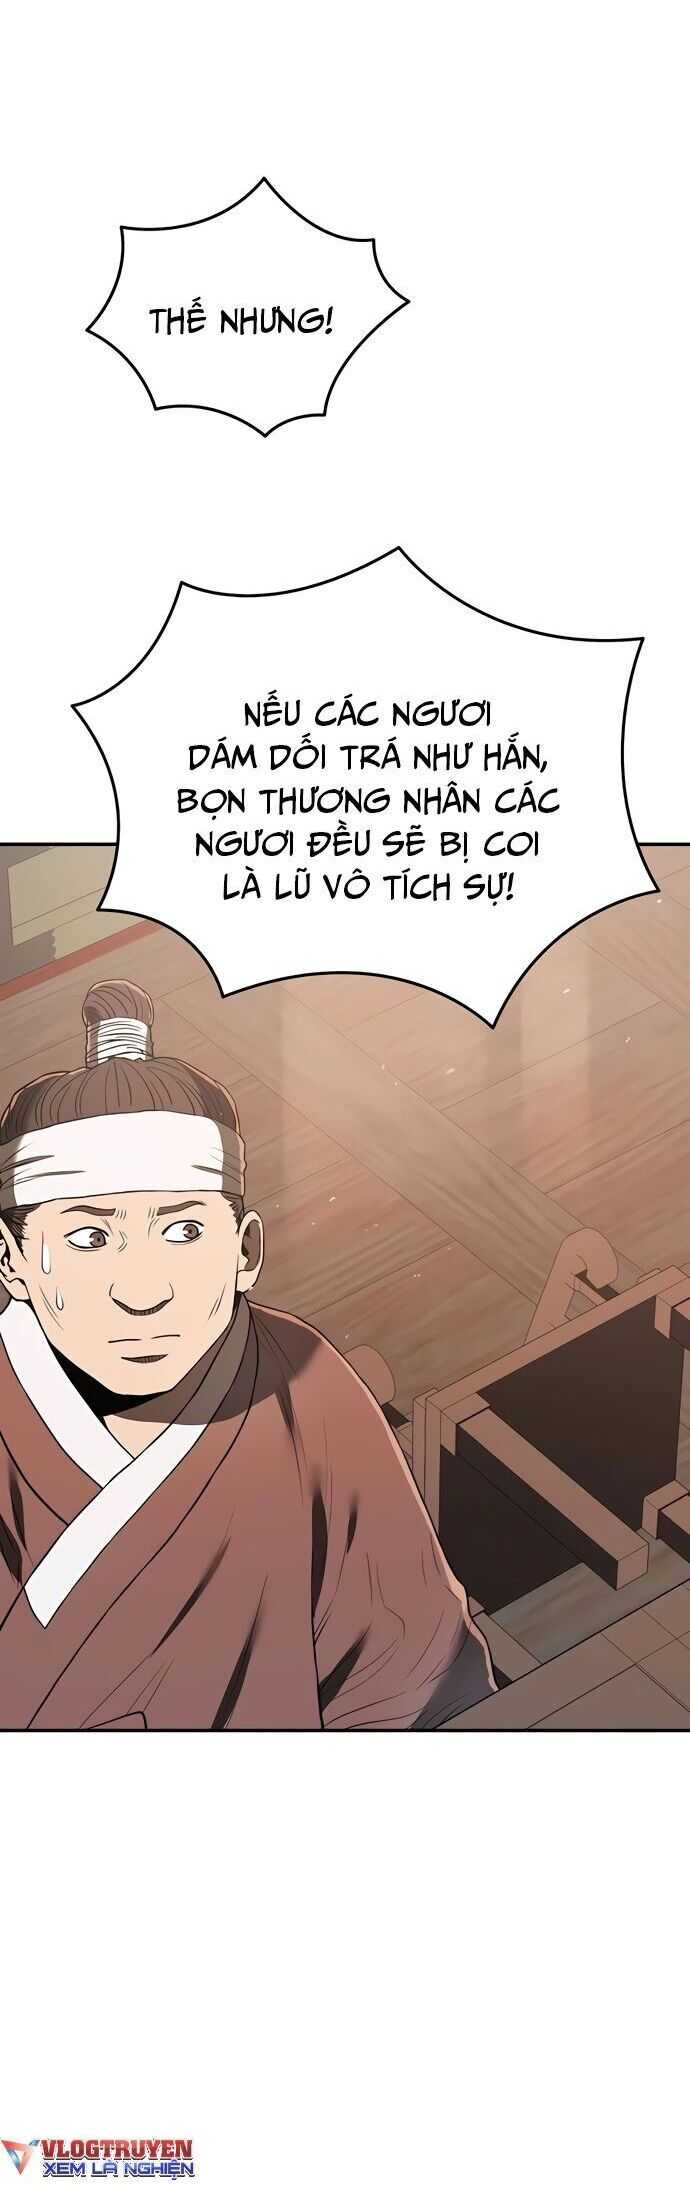 THẾ NHƯNG!
NẾU CÁC NGƯƠI
DÁM DỐI TRÁ NHƯ HẮN,
BỌN THƯƠNG NHÂN CÁC
NGƯƠI ĐỀU SẼ BỊ COI
LÀ LŨ VÔ TÍCH SỰ!
VLOGTRUYEN
XEM LÀ NGHIỆN